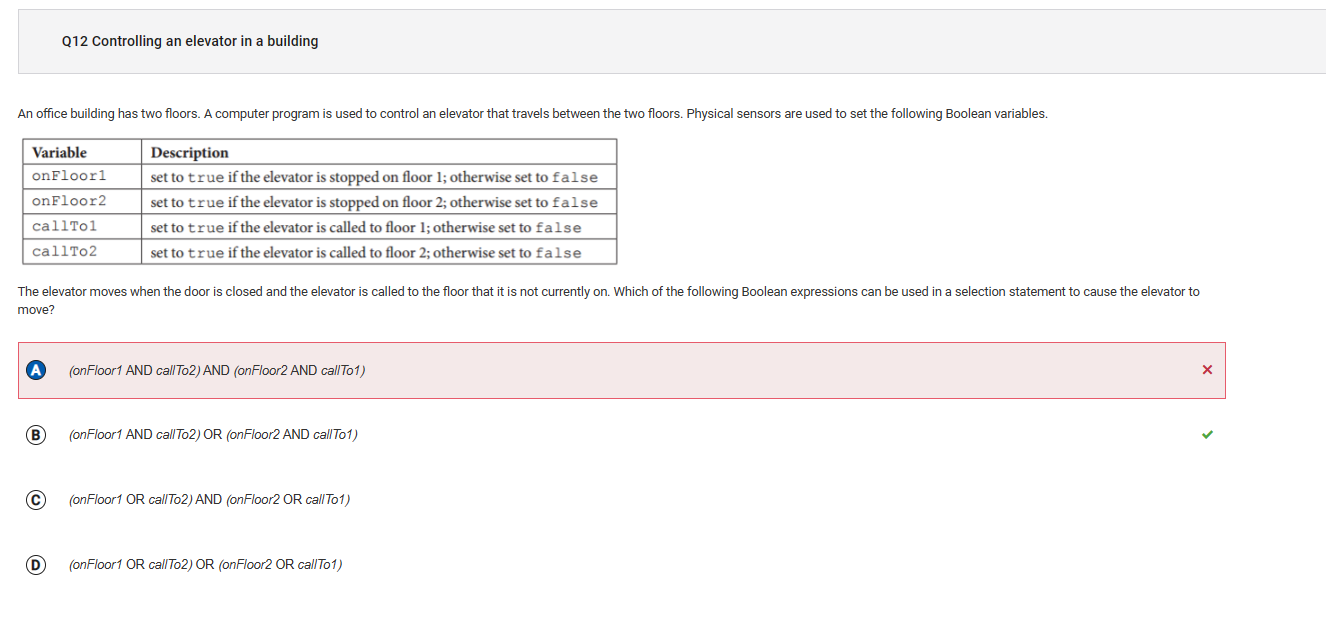 Q12 Controlling an elevator in a building
An office building has two floors. A computer program is used to control an elevator that travels between the two floors. Physical sensors are used to set the following Boolean variables.
Variable Description
onFloor1 set to true if the elevator is stopped on floor 1; otherwise set to false
onFloor2 set to true if the elevator is stopped on floor 2; otherwise set to false
callTo1 set to true if the elevator is called to floor 1; otherwise set to false
callTo2 set to true if the elevator is called to floor 2; otherwise set to false
The elevator moves when the door is closed and the elevator is called to the floor that it is not currently on. Which of the following Boolean expressions can be used in a selection statement to cause the elevator to
move?
A (onFloor1 AND callTo2) AND (onFloor2 AND callTo1)
B (onFloor1 AND callTo2) OR (onFloor2 AND callTo1)
C (onFloor1 OR callTo2) AND (onFloor2 OR callTo1)
D (onFloor1 OR callTo2) OR (onFloor2 OR callTo1)